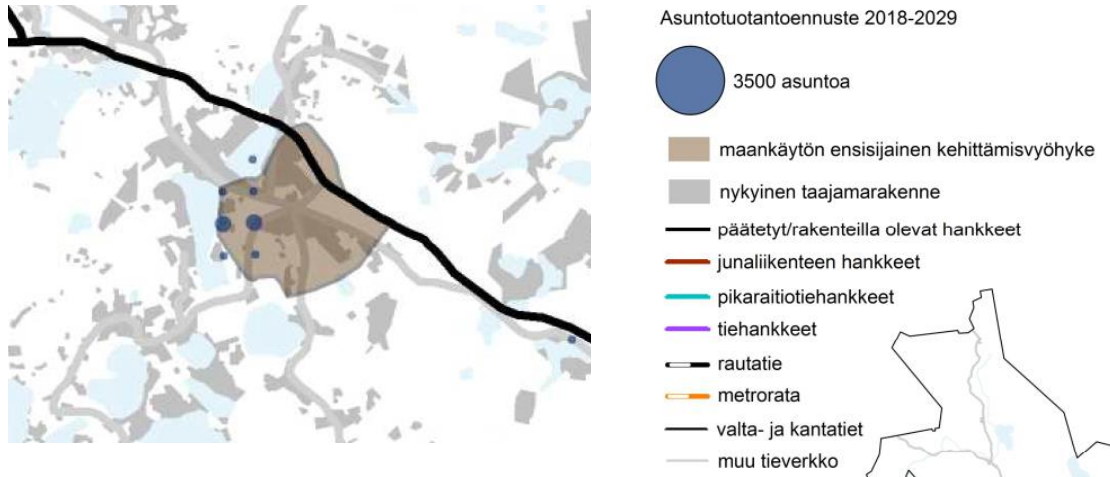 Asuntotuotantoennuste 2018-2029
3500 asuntoa
maankäytön ensisijainen kehittämisvyöhyke
nykyinen taajamarakenne
päätetyt/rakenteilla olevat hankkeet
junaliikenteen hankkeet
pikaraitiotiehankkeet
tiehankkeet
rautatie
metrorata
valta- ja kantatiet
muu tieverkko